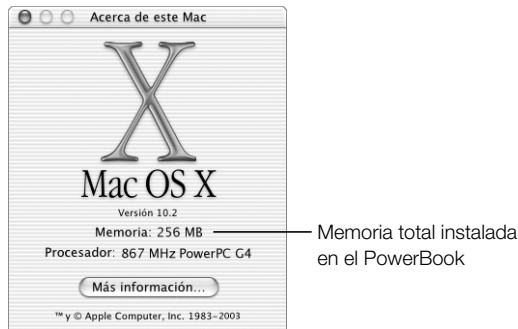 Acerca de este Mac
X
Mac OS X
Versión 10.2
Memoria: 256 MB
Memoria total instalada
en el PowerBook
Procesador: 867 MHz PowerPC G4
Más información...
™ y © Apple Computer, Inc. 1983-2003